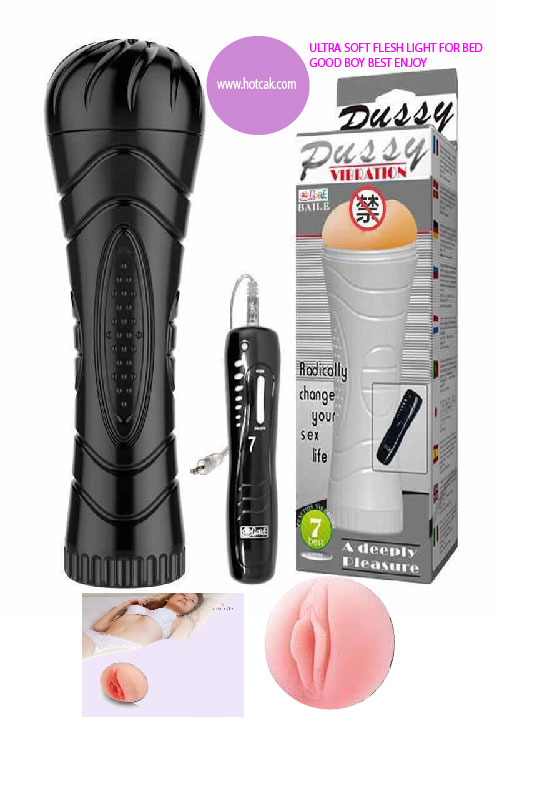 ULTRA SOFT FLESH LIGHT FOR BED
GOOD BOY BEST ENJOY
www.hotcak.com
Pussy
Pussy
VIBRATION
BAILE
禁
Radically
change
your
sex
life
7
7
best
A deeply
Pleasure